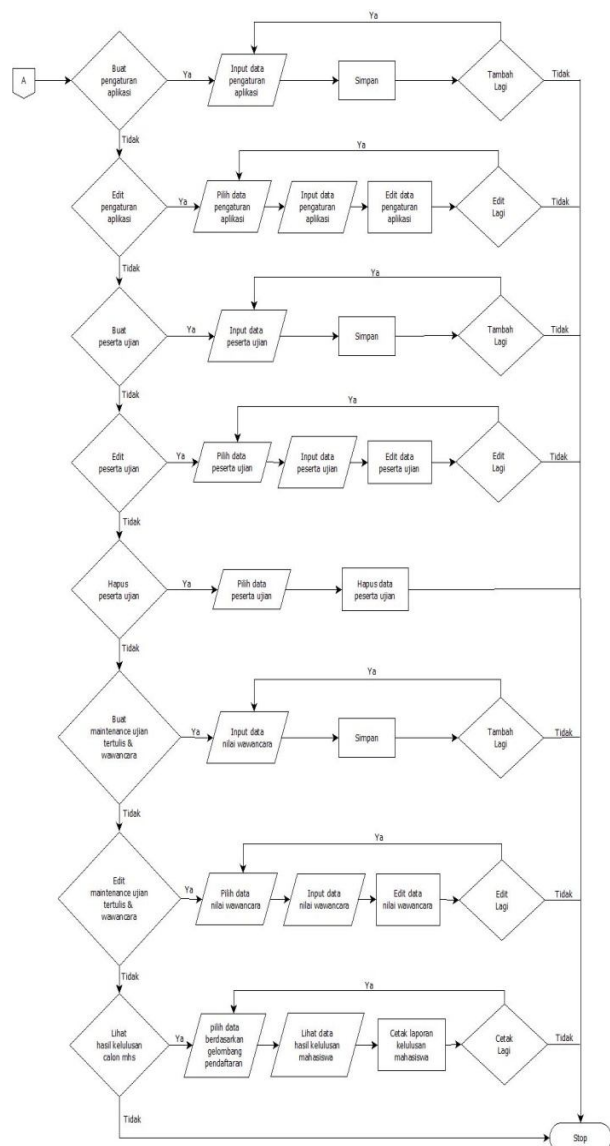 Ya
A
Buat
pengaturan
aplikasi
Ya
Input data
pengaturan
aplikasi
Simpan
Tambah
Lagi
Tidak
Tidak
Ya
Edit
pengaturan
aplikasi
Ya
Pilih data
pengaturan
aplikasi
Input data
pengaturan
aplikasi
Edit data
pengaturan
aplikasi
Edit
Lagi
Tidak
Tidak
Ya
Buat
peserta ujian
Ya
Input data
peserta ujian
Simpan
Tambah
Lagi
Tidak
Tidak
Ya
Edit
peserta ujian
Ya
Pilih data
peserta ujian
Input data
peserta ujian
Edit data
peserta ujian
Edit
Lagi
Tidak
Tidak
Hapus
peserta ujian
Ya
Pilih data
peserta ujian
Hapus data
peserta ujian
Tidak
Ya
Buat
maintenance ujian
tertulis &
wawancara
Ya
Input data
nilai wawancara
Simpan
Tambah
Lagi
Tidak
Tidak
Ya
Edit
maintenance ujian
tertulis &
wawancara
Ya
Pilih data
nilai wawancara
Input data
nilai wawancara
Edit data
nilai wawancara
Edit
Lagi
Tidak
Tidak
Ya
Lihat
hasil kelulusan
calon mhs
Ya
pilih data
berdasarkan
gelombang
pendaftaran
Lihat data
hasil kelulusan
mahasiswa
Cetak laporan
kelulusan
mahasiswa
Cetak
Lagi
Tidak
Tidak
Stop